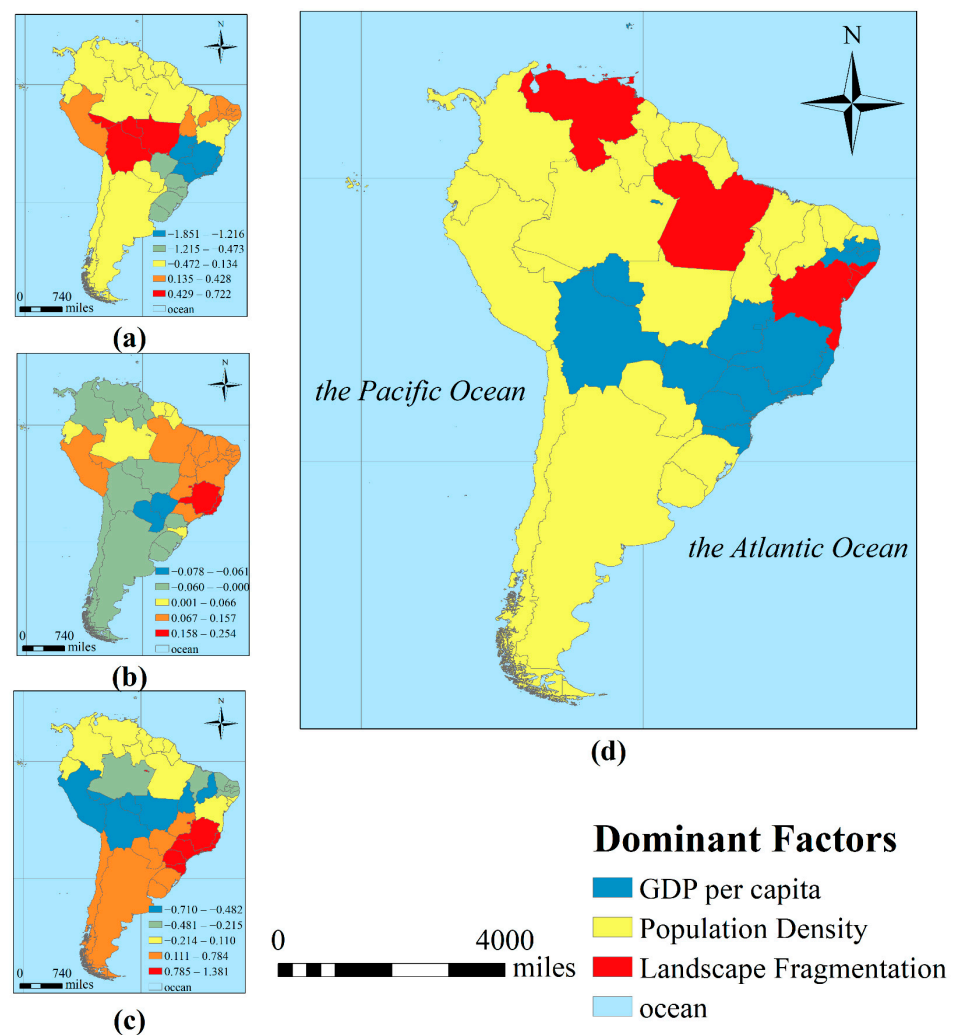 N
−1.851 – −1.216
−1.215 – −0.473
−0.472 – 0.134
0.135 – 0.428
0.429 – 0.722
ocean
0 740
miles
(a)
N
−0.078 – −0.061
−0.060 – −0.000
0.001 – 0.066
0.067 – 0.157
0.158 – 0.254
ocean
0 740
miles
(b)
N
−0.710 – −0.482
−0.481 – −0.215
−0.214 – 0.110
0.111 – 0.784
0.785 – 1.381
ocean
0 740
miles
(c)
N
the Pacific Ocean
the Atlantic Ocean
(d)
Dominant Factors
GDP per capita
Population Density
Landscape Fragmentation
ocean
0 4000
miles